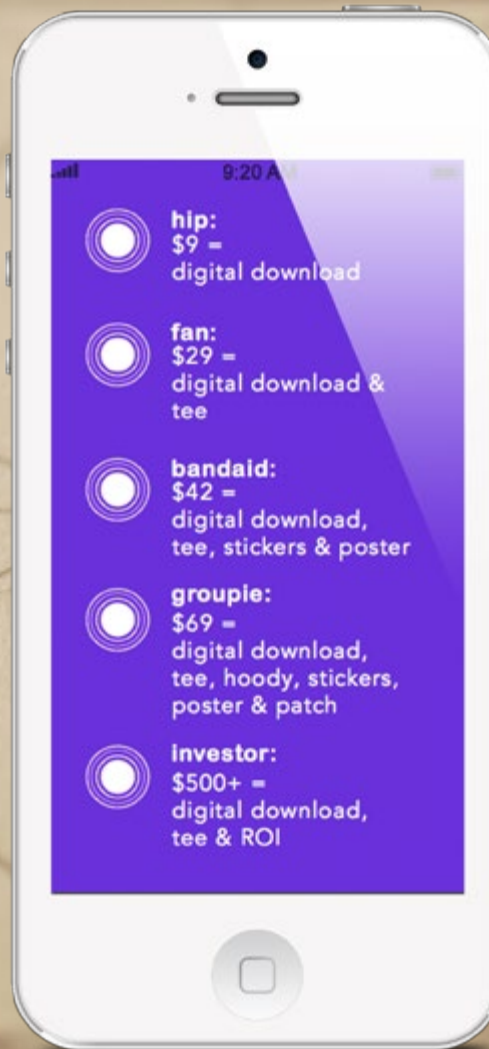 9:20 AM
hip:
$9 =
digital download
fan:
$29 =
digital download &
tee
bandaid:
$42 =
digital download,
tee, stickers & poster
groupie:
$69 =
digital download,
tee, hoody, stickers,
poster & patch
investor:
$500+ =
digital download,
tee & ROI